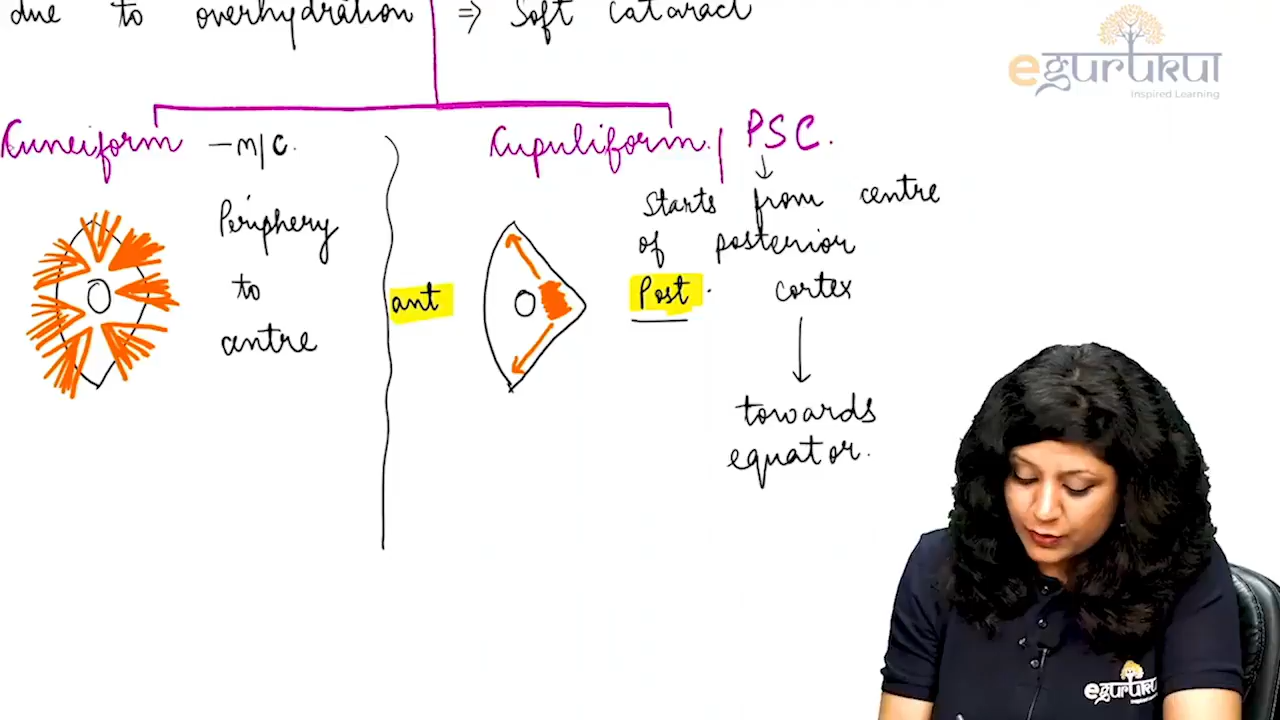 due to overhydration ⇒ Soft cataract
egurukul
Inspired Learning
Cuneiform - m/c.
Cupuliform / PSC.
Periphery
to
centre
ant
Starts from centre
of posterior
Post. cortex
towards
equator.
egurukul